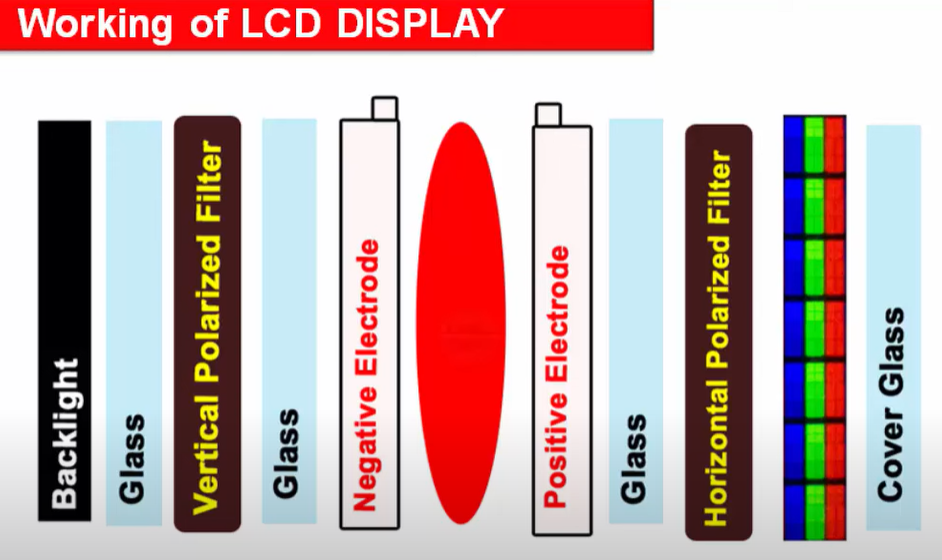 Working of LCD DISPLAY
Backlight
Glass
Vertical Polarized Filter
Glass
Negative Electrode
Positive Electrode
Glass
Horizontal Polarized Filter
Cover Glass